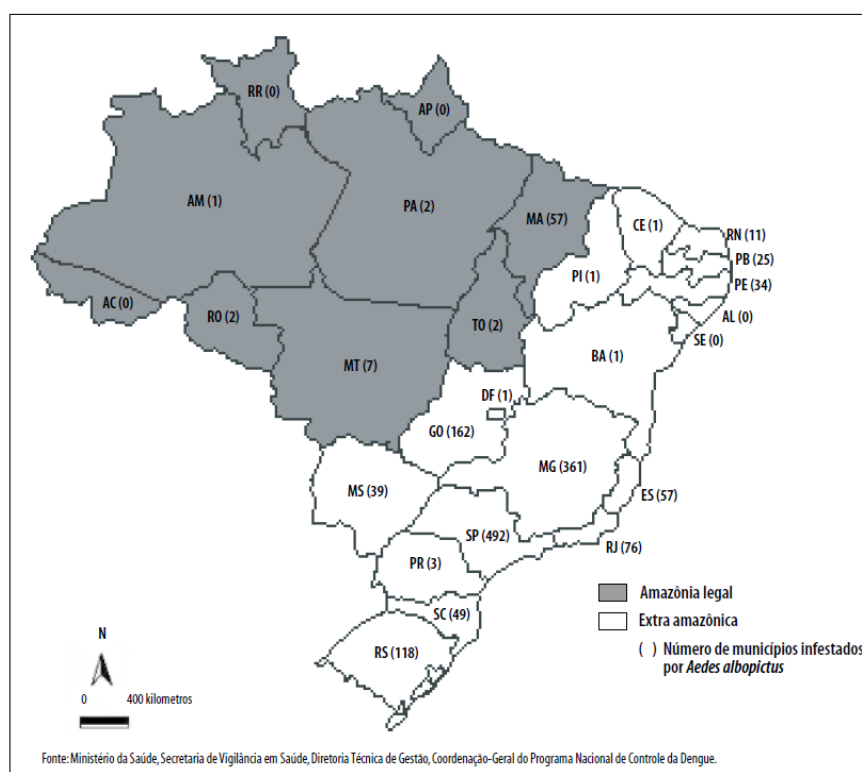 RR (0)
AP (0)
AM (1)
PA (2)
MA (57)
CE (1)
RN (11)
PB (25)
PI (1)
PE (34)
AC (0)
RO (2)
TO (2)
AL (0)
SE (0)
MT (7)
BA (1)
DF (1)
GO (162)
MG (361)
MS (39)
ES (57)
SP (492)
RJ (76)
PR (3)
Amazônia legal
SC (49)
Extra amazônica
N
( ) Número de municípios infestados
por Aedes albopictus
RS (118)
0 400 kilometros
Fonte: Ministério da Saúde, Secretaria de Vigilância em Saúde, Diretoria Técnica de Gestão, Coordenação-Geral do Programa Nacional de Controle da Dengue.